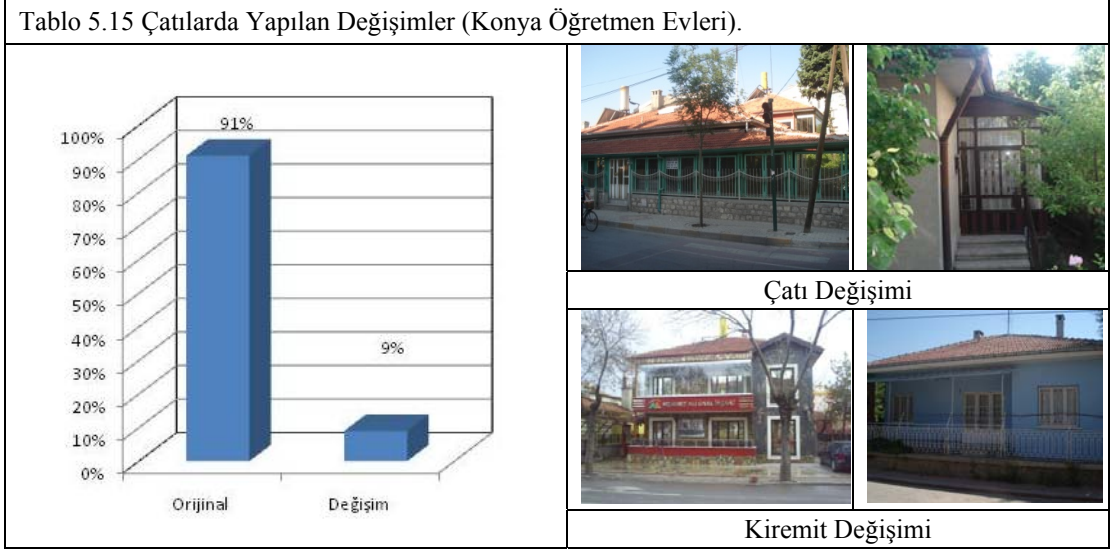 Tablo 5.15 Çatılarda Yapılan Değişimler (Konya Öğretmen Evleri).
100%
90%
80%
70%
60%
50%
40%
30%
20%
10%
0%
91%
9%
Orijinal
Değişim
Çatı Değişimi
Kiremit Değişimi